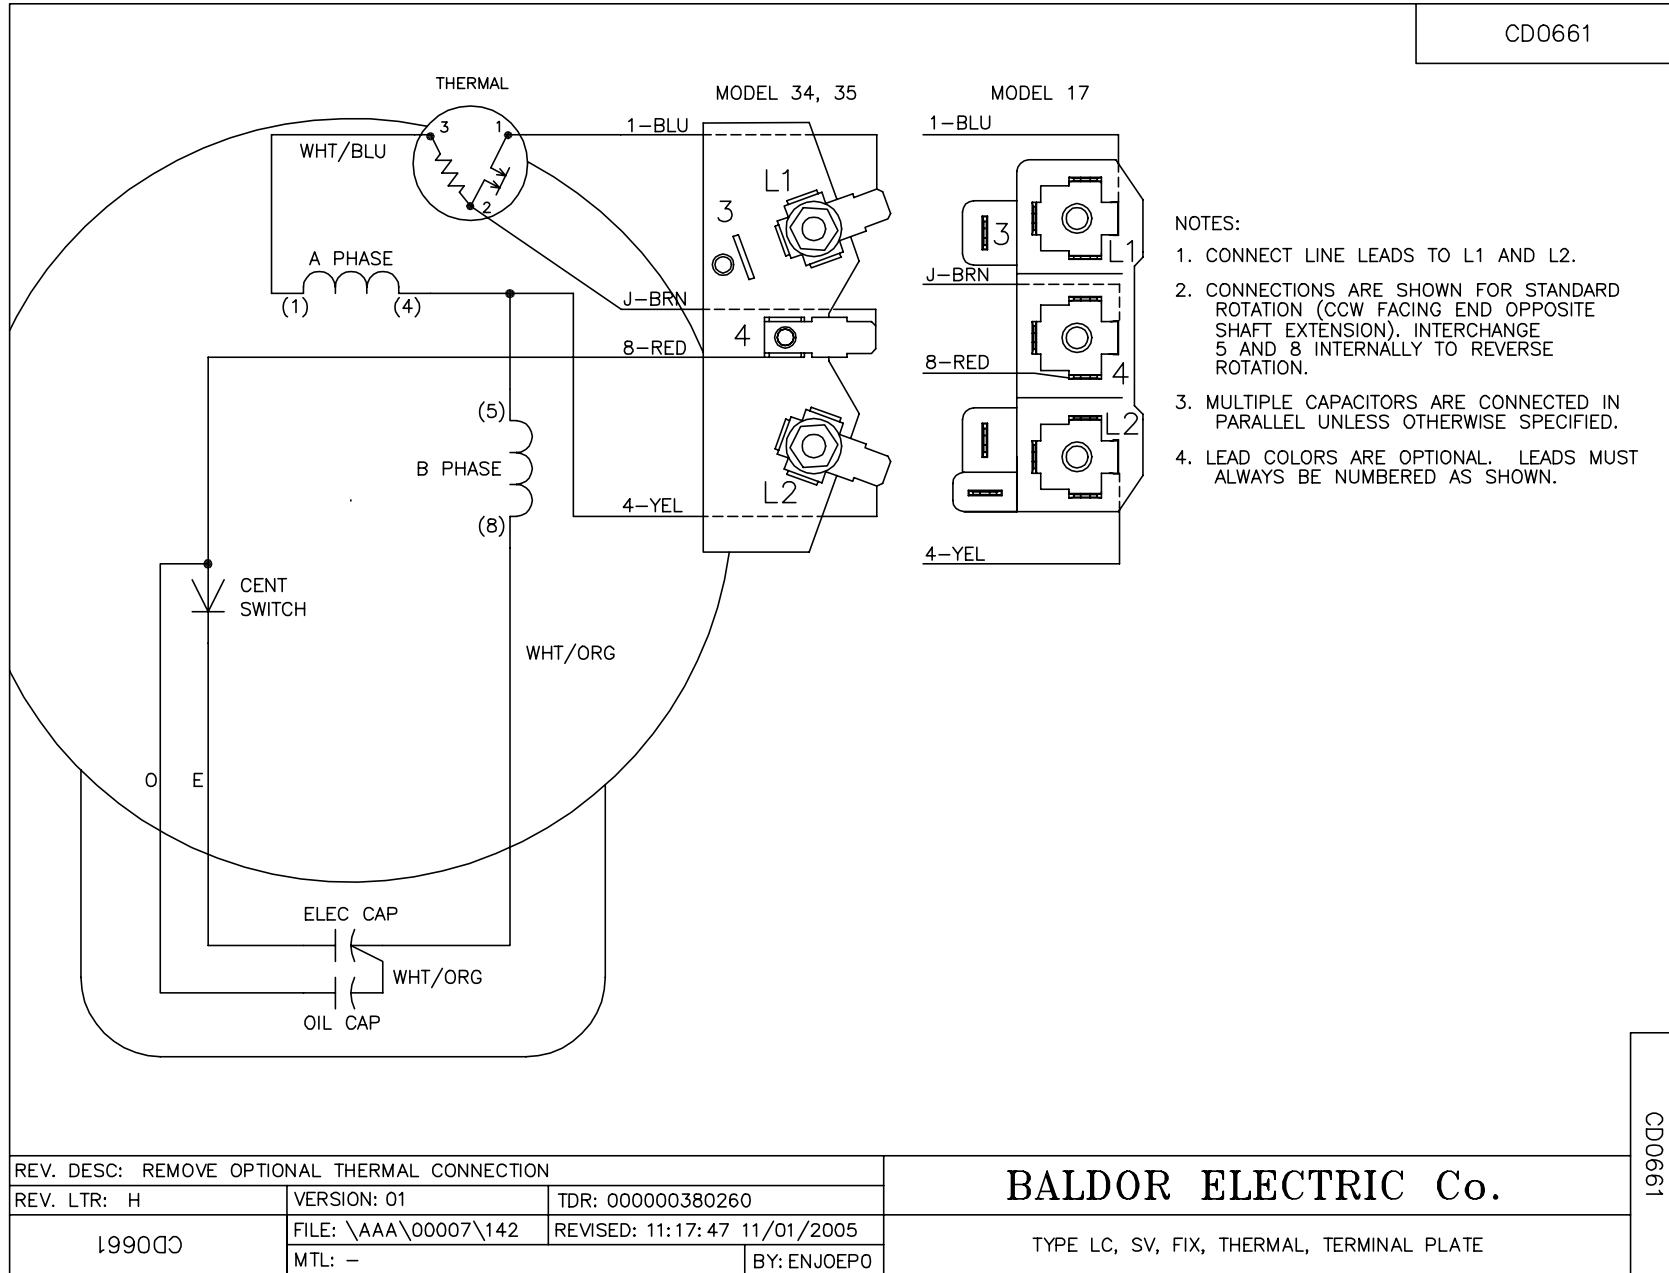 CD0661
THERMAL
MODEL 34, 35
MODEL 17
3
1
2
WHT/BLU
1-BLU
1-BLU
A PHASE
(1)
(4)
L1
3
3
L1
J-BRN
J-BRN
4
8-RED
8-RED
4
(5)
B PHASE
(8)
L2
L2
4-YEL
4-YEL
NOTES:
1. CONNECT LINE LEADS TO L1 AND L2.
2. CONNECTIONS ARE SHOWN FOR STANDARD
ROTATION (CCW FACING END OPPOSITE
SHAFT EXTENSION). INTERCHANGE
5 AND 8 INTERNALLY TO REVERSE
ROTATION.
3. MULTIPLE CAPACITORS ARE CONNECTED IN
PARALLEL UNLESS OTHERWISE SPECIFIED.
4. LEAD COLORS ARE OPTIONAL. LEADS MUST
ALWAYS BE NUMBERED AS SHOWN.
CENT
SWITCH
WHT/ORG
O
E
ELEC CAP
WHT/ORG
OIL CAP
CD0661
REV. DESC: REMOVE OPTIONAL THERMAL CONNECTION
REV. LTR: H
VERSION: 01
TDR: 000000380260
FILE: \AAA\00007\142
REVISED: 11:17:47 11/01/2005
CD0661
MTL: -
BY: ENJOEPO
BALDOR ELECTRIC Co.
TYPE LC, SV, FIX, THERMAL, TERMINAL PLATE